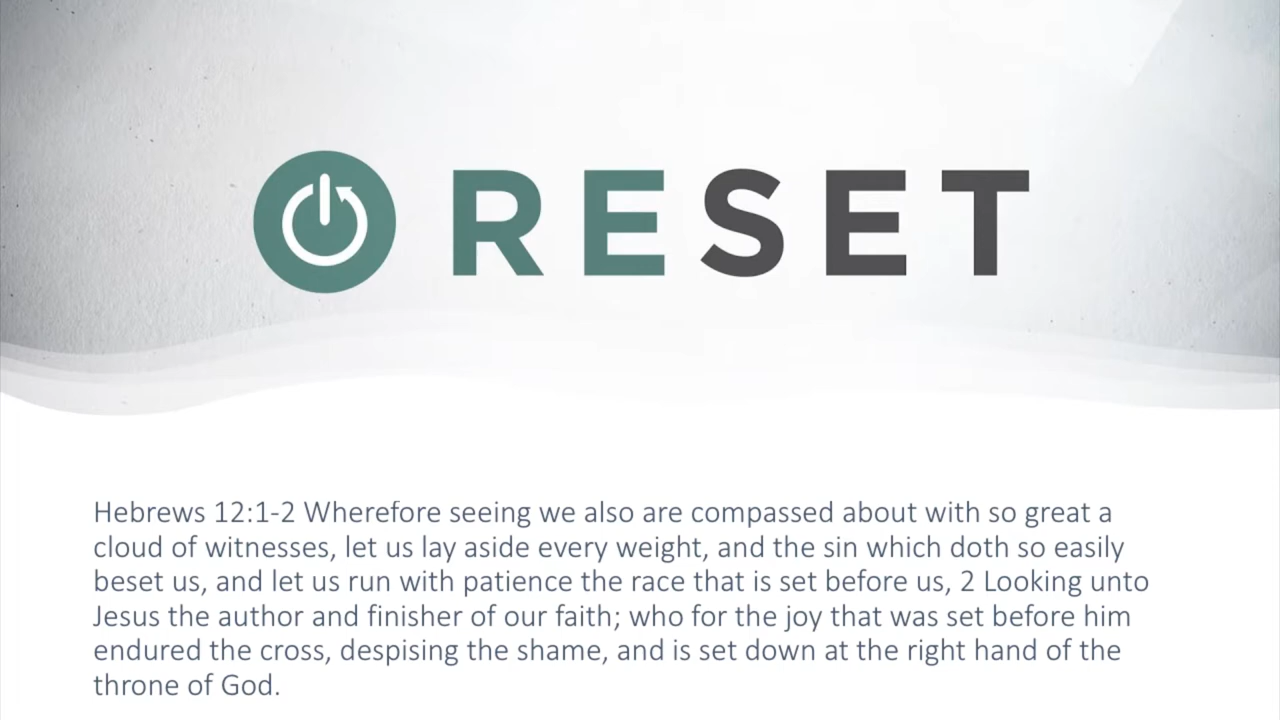 RESET
Hebrews 12:1-2 Wherefore seeing we also are compassed about with so great a
cloud of witnesses, let us lay aside every weight, and the sin which doth so easily
beset us, and let us run with patience the race that is set before us, 2 Looking unto
Jesus the author and finisher of our faith; who for the joy that was set before him
endured the cross, despising the shame, and is set down at the right hand of the
throne of God.